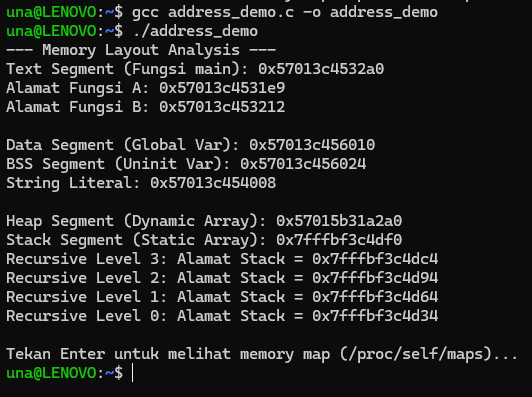 una@LENOVO:~$ gcc address_demo.c -o address_demo
una@LENOVO:~$ ./address_demo
--- Memory Layout Analysis ---
Text Segment (Fungsi main): 0x57013c4532a0
Alamat Fungsi A: 0x57013c4531e9
Alamat Fungsi B: 0x57013c453212
Data Segment (Global Var): 0x57013c456010
BSS Segment (Uninit Var): 0x57013c456024
String Literal: 0x57013c454008
Heap Segment (Dynamic Array): 0x57015b31a2a0
Stack Segment (Static Array): 0x7fffbf3c4df0
Recursive Level 3: Alamat Stack = 0x7fffbf3c4dc4
Recursive Level 2: Alamat Stack = 0x7fffbf3c4d94
Recursive Level 1: Alamat Stack = 0x7fffbf3c4d64
Recursive Level 0: Alamat Stack = 0x7fffbf3c4d34
Tekan Enter untuk melihat memory map (/proc/self/maps)...
una@LENOVO:~$